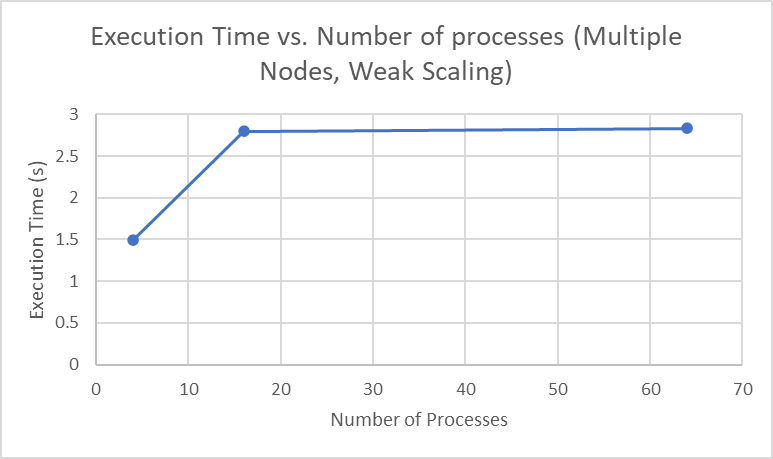 Execution Time vs. Number of processes (Multiple
Nodes, Weak Scaling)
3
2.5
2
1.5
1
0.5
0
Execution Time (s)
0 10 20 30 40 50 60 70
Number of Processes